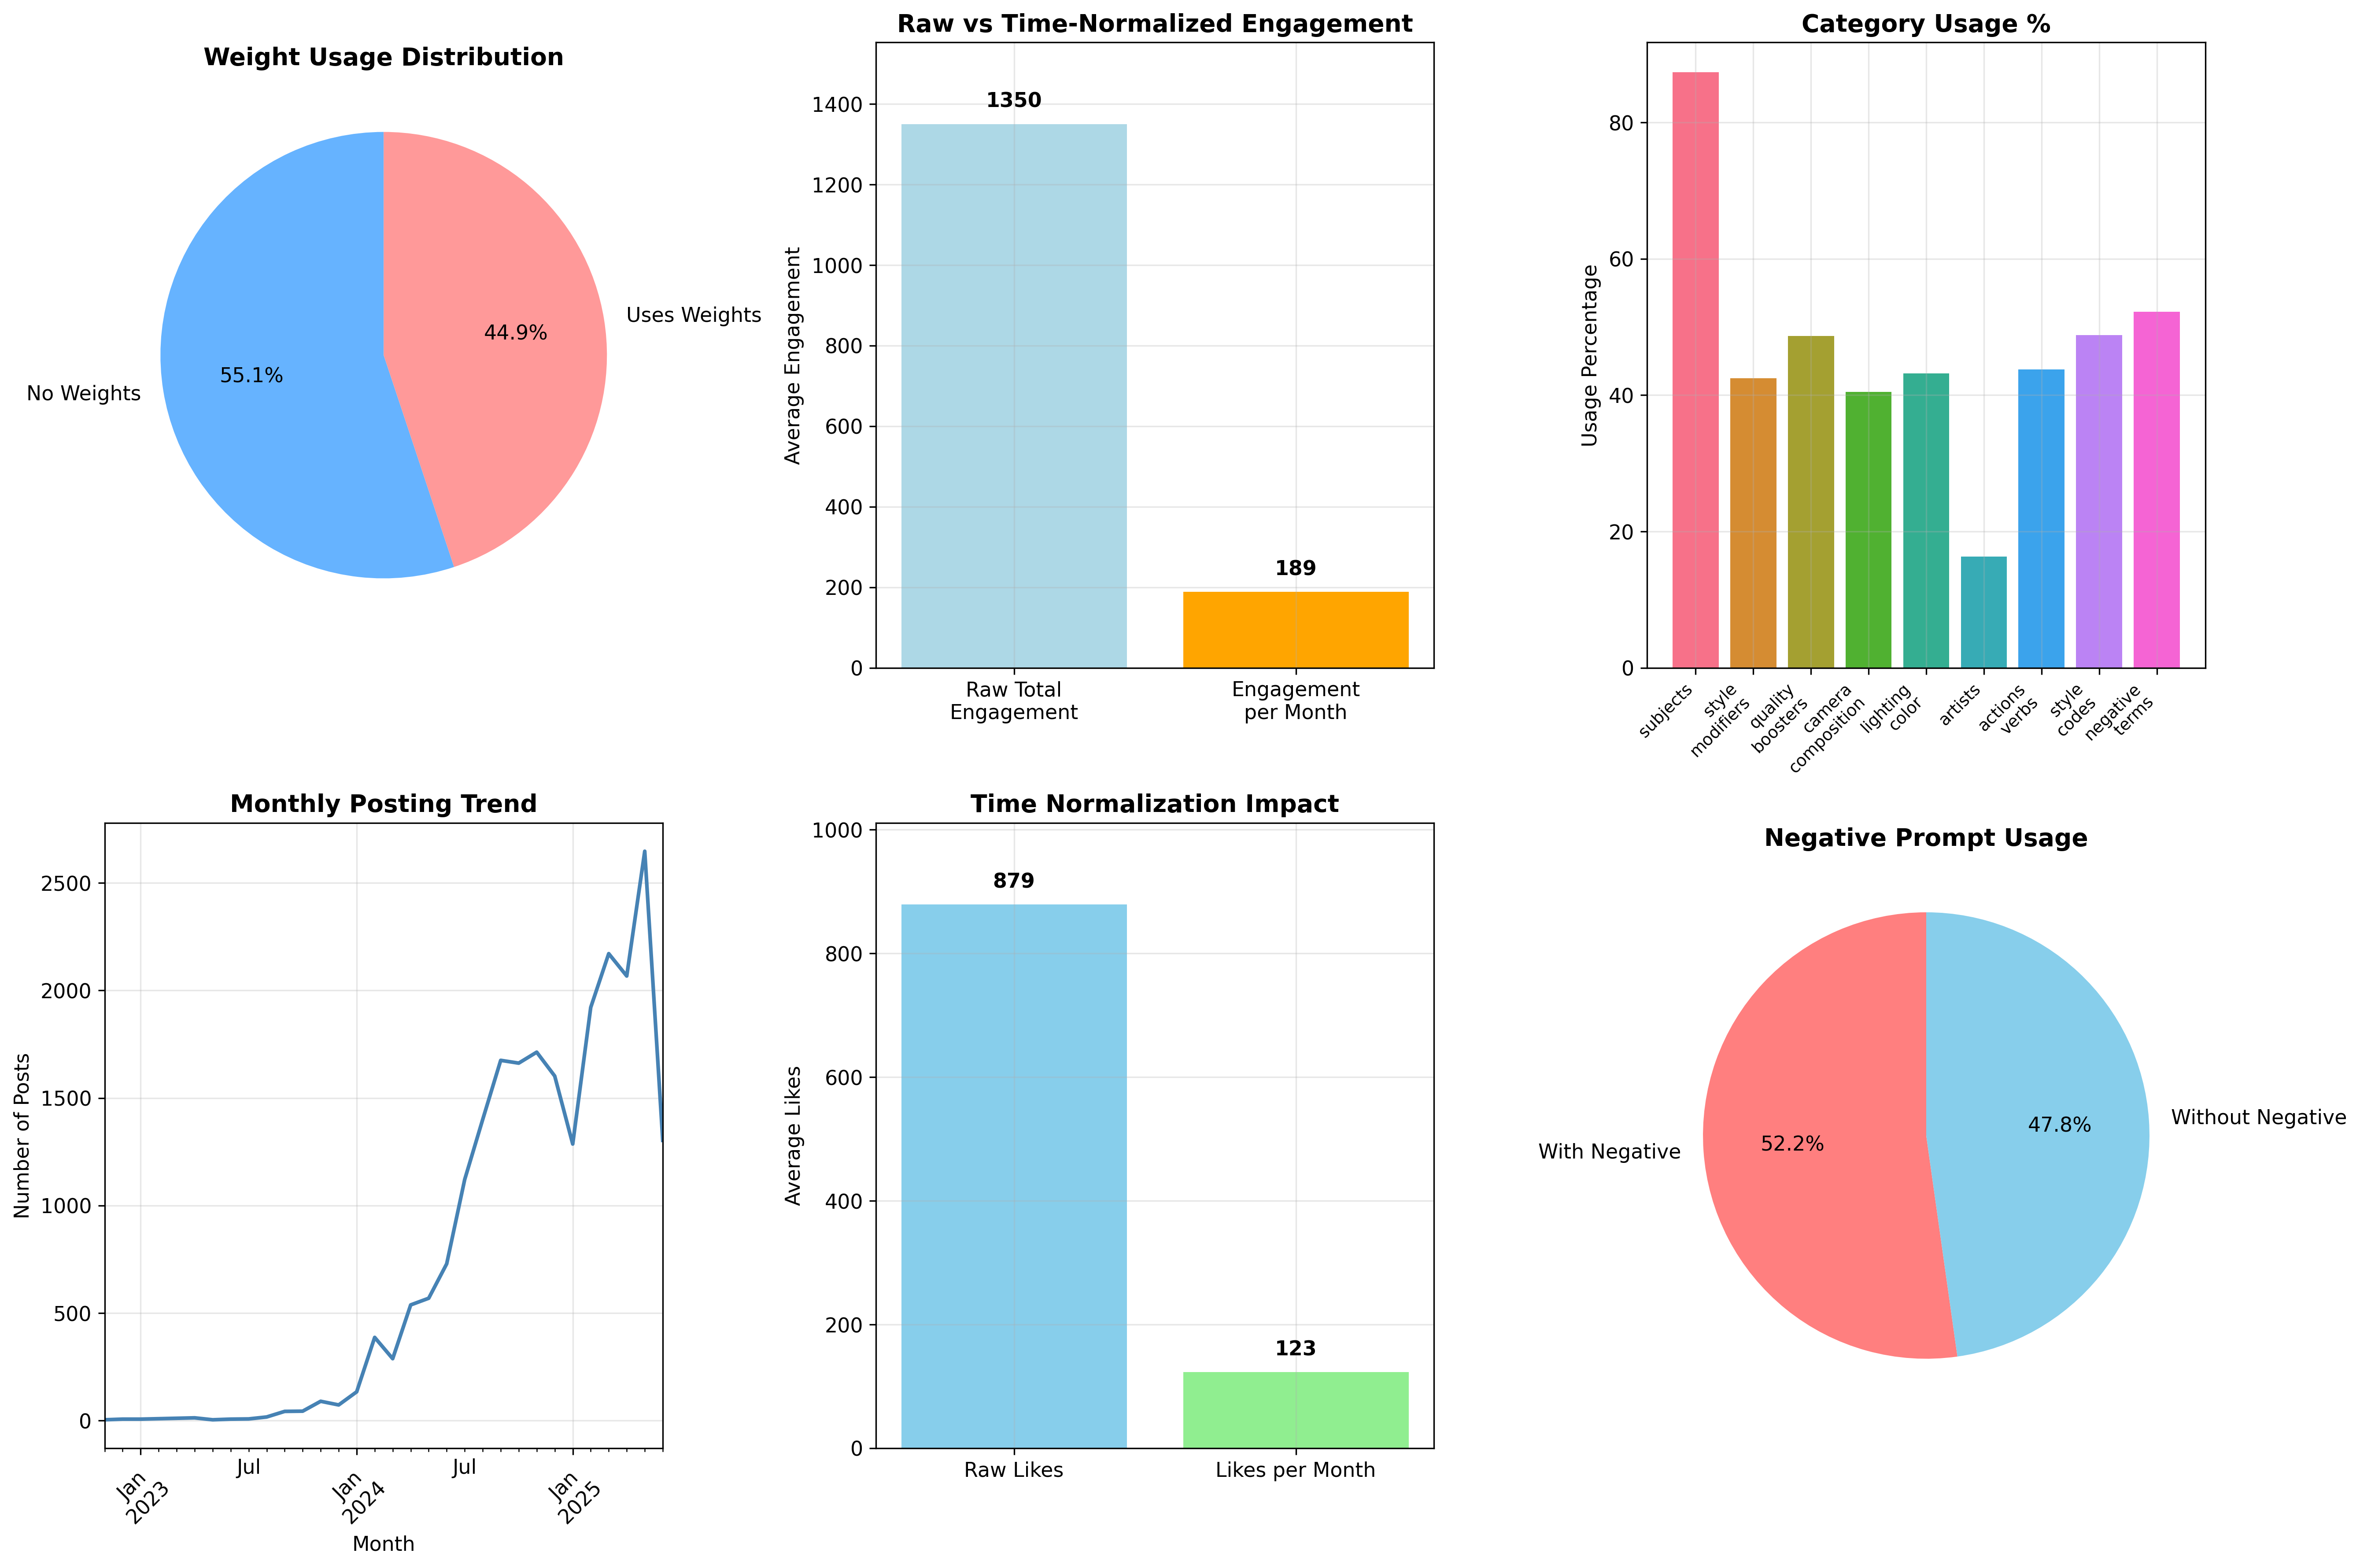 Weight Usage Distribution
Uses Weights
44.9%
55.1%
No Weights
Raw vs Time-Normalized Engagement
Average Engagement
1400
1200
1000
800
600
400
200
0
1350
189
Raw Total
Engagement
Engagement
per Month
Category Usage %
Usage Percentage
80
60
40
20
0
subjects
style
modifiers
quality
boosters
camera
composition
lighting
color
artists
actions
verbs
style
codes
negative
terms
Monthly Posting Trend
Number of Posts
2500
2000
1500
1000
500
0
Jan
2023
Jul
Jan
2024
Jul
Jan
2025
Month
Time Normalization Impact
Average Likes
1000
800
600
400
200
0
879
123
Raw Likes
Likes per Month
Negative Prompt Usage
Without Negative
47.8%
52.2%
With Negative